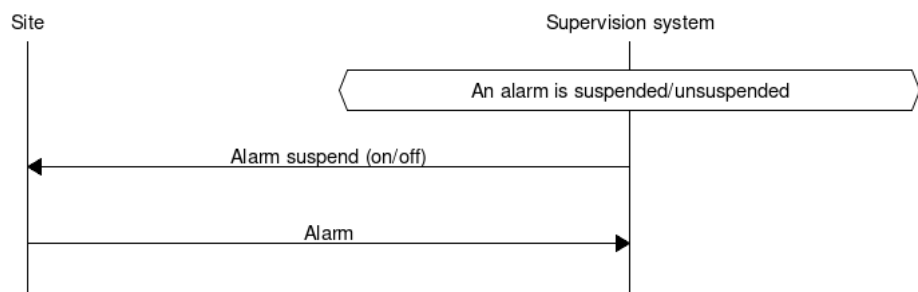 Site
Supervision system
An alarm is suspended/unsuspended
Alarm suspend (on/off)
Alarm